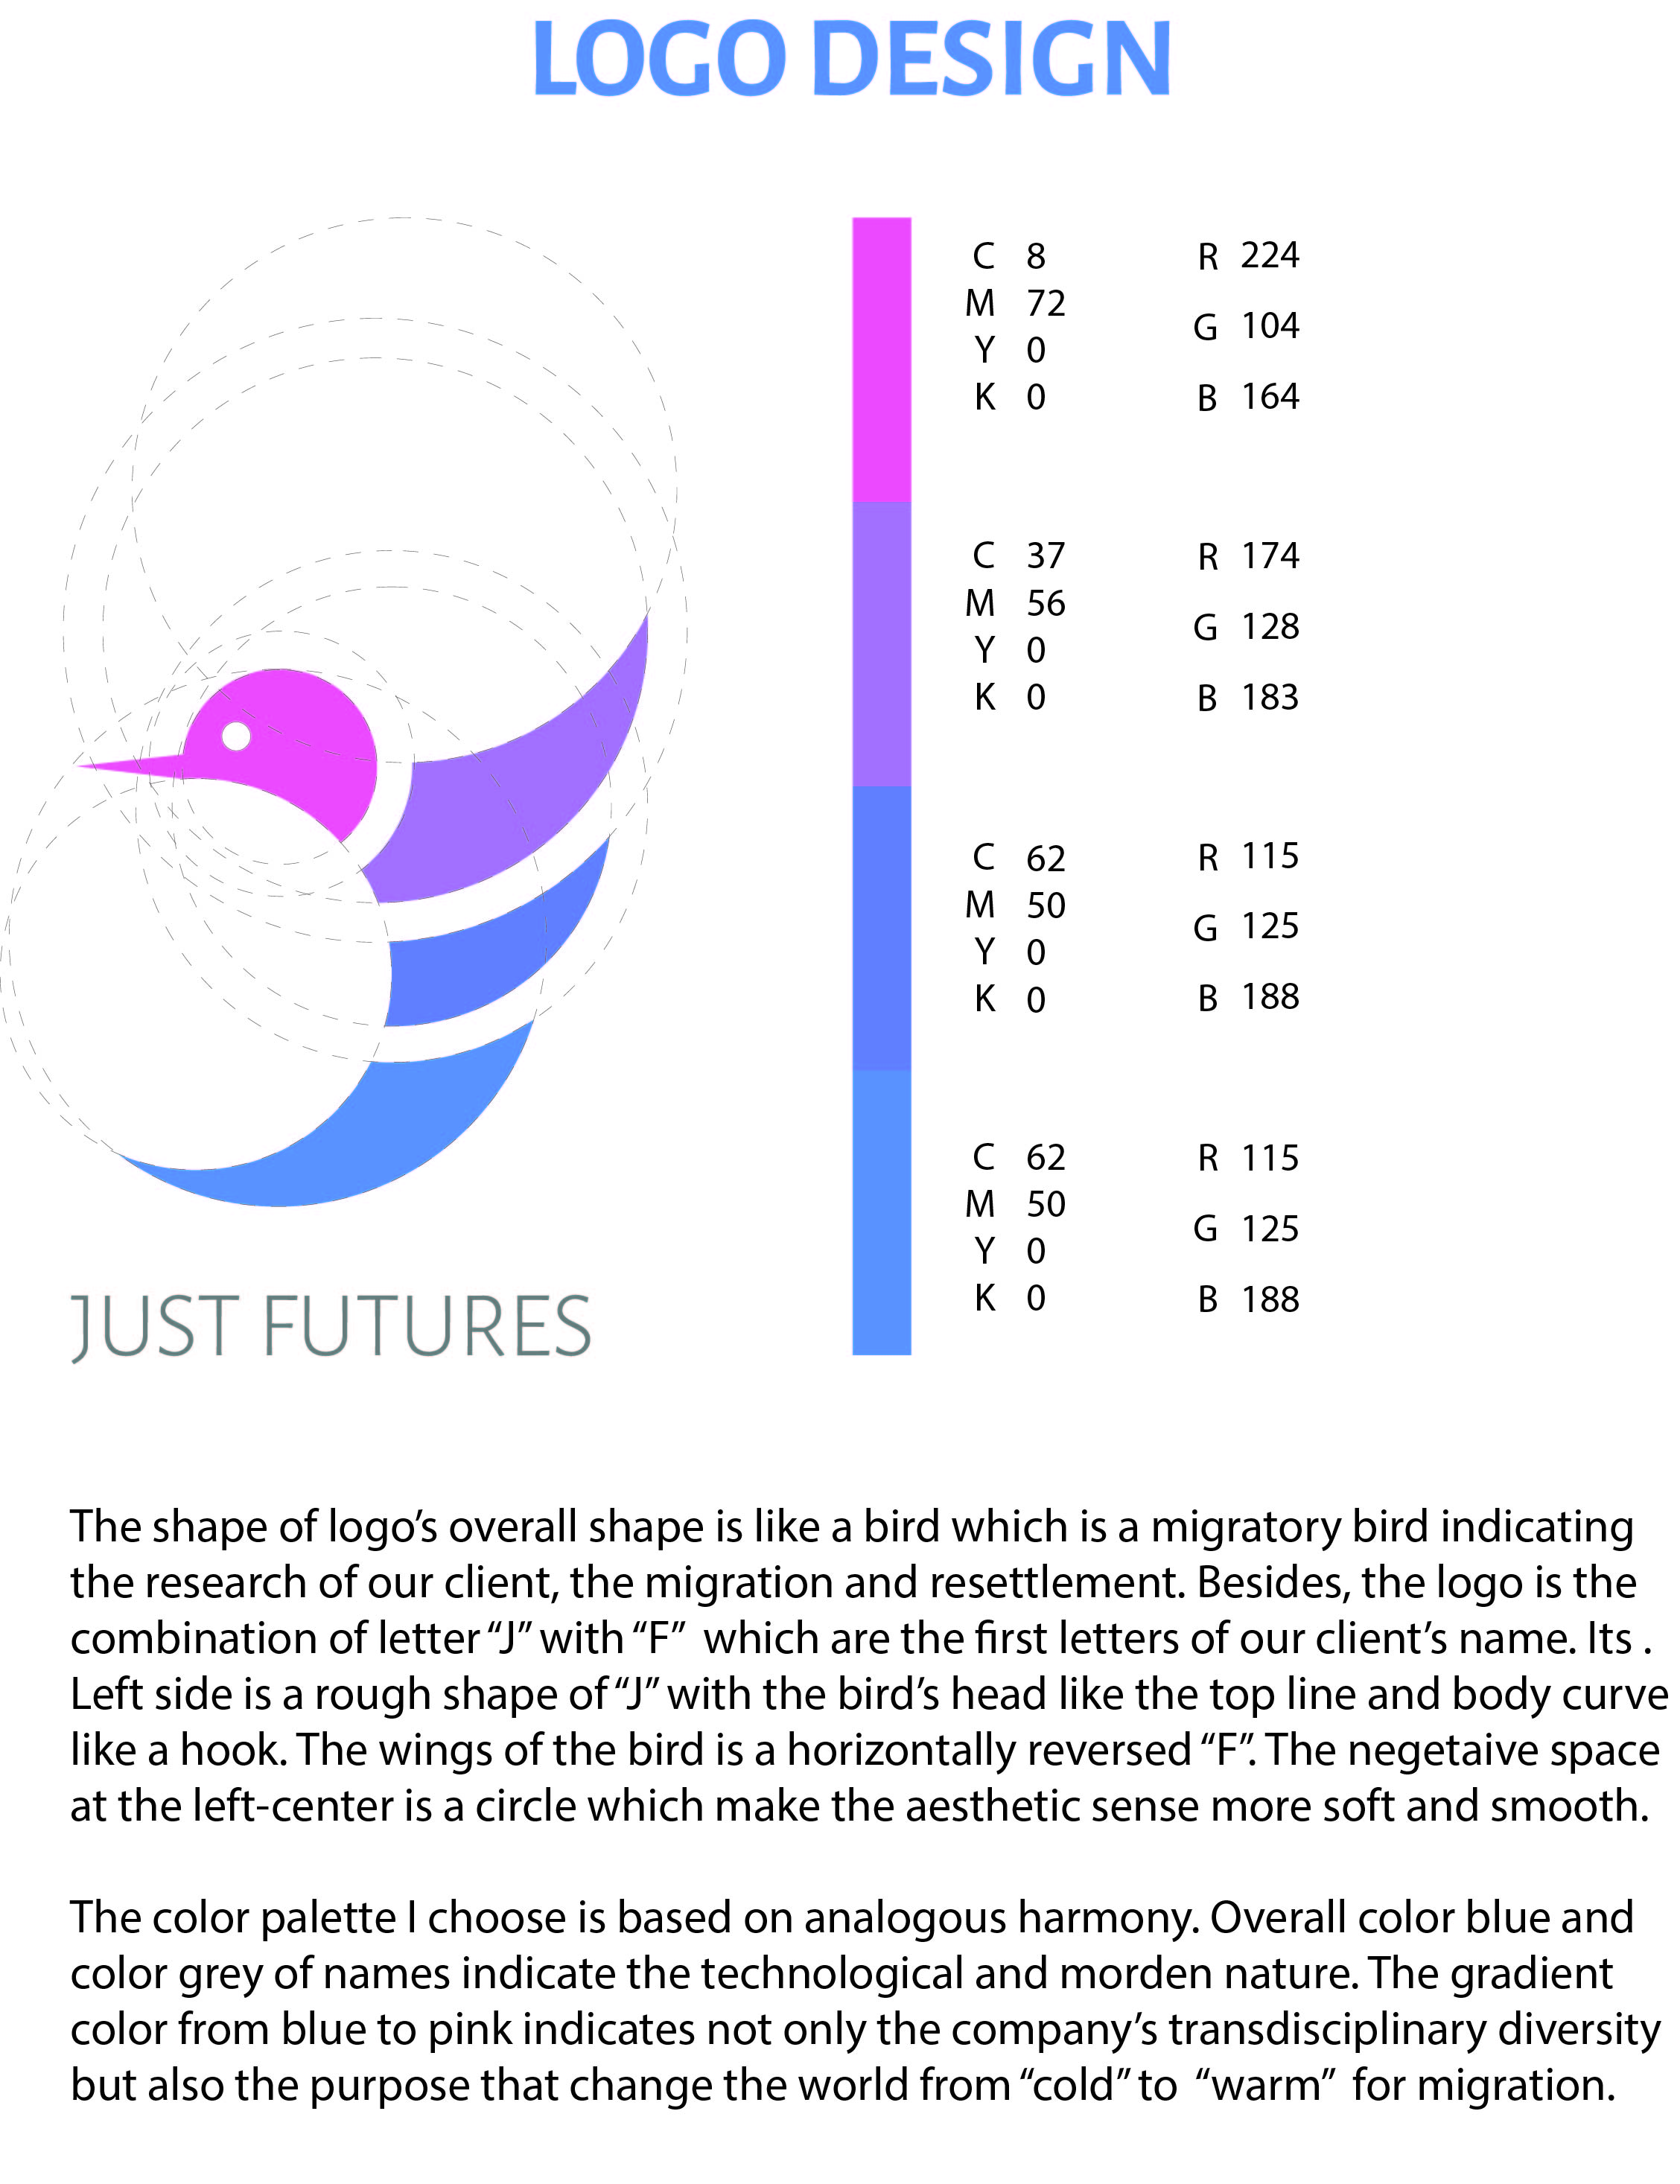 LOGO DESIGN
C 8 R 224
M 72
G 104
Y 0
K 0 B 164
C 37 R 174
M 56
G 128
Y 0
K 0 B 183
C 62 R 115
M 50
G 125
Y 0
K 0 B 188
C 62 R 115
M 50
G 125
Y 0
K 0 B 188
JUST FUTURES
The shape of logo’s overall shape is like a bird which is a migratory bird indicating
the research of our client, the migration and resettlement. Besides, the logo is the
combination of letter “J” with “F” which are the first letters of our client’s name. Its .
Left side is a rough shape of “J” with the bird’s head like the top line and body curve
like a hook. The wings of the bird is a horizontally reversed “F”. The negetaive space
at the left-center is a circle which make the aesthetic sense more soft and smooth.
The color palette I choose is based on analogous harmony. Overall color blue and
color grey of names indicate the technological and morden nature. The gradient
color from blue to pink indicates not only the company’s transdisciplinary diversity
but also the purpose that change the world from “cold” to “warm” for migration.